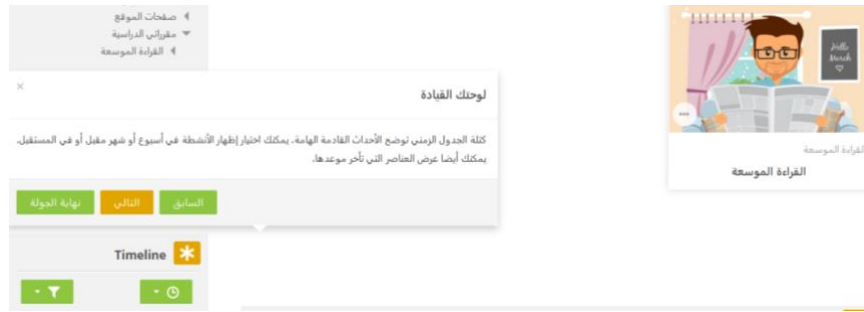 صفحات الموقع
مقرراتي الدراسية
القراءة الموسعة
Hello
March
القراءة الموسعة
القراءة الموسعة
×
لوحتك القيادة
كتلة الجدول الزمني توضح الأحداث القادمة الهامة. يمكنك اختيار إظهار الأنشطة في أسبوع أو شهر مقبل أو في المستقبل.
يمكنك أيضا عرض العناصر التي تأخر موعدها.
السابق
التالي
نهاية الجولة
Timeline